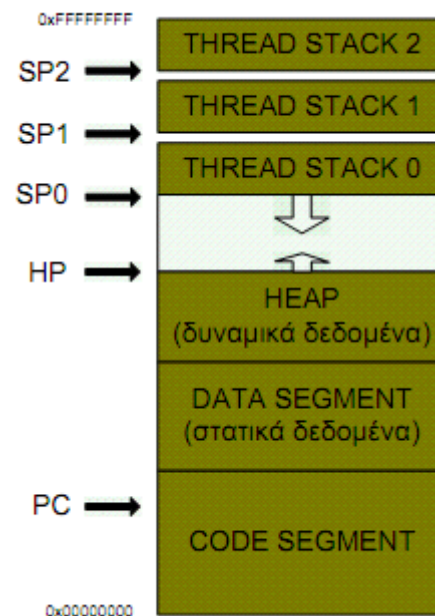 0xFFFFFFFF
THREAD STACK 2
SP2
THREAD STACK 1
SP1
THREAD STACK 0
SP0
HP
HEAP
(δυναμικά δεδομένα)
DATA SEGMENT
(στατικά δεδομένα)
PC
CODE SEGMENT
0x00000000